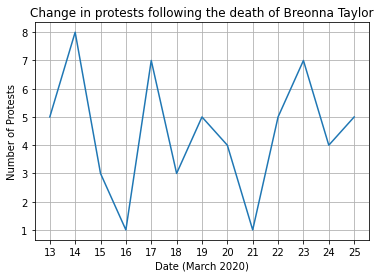 Change in protests following the death of Breonna Taylor
Number of Protests
8
7
6
5
4
3
2
1
13 14 15 16 17 18 19 20 21 22 23 24 25
Date (March 2020)